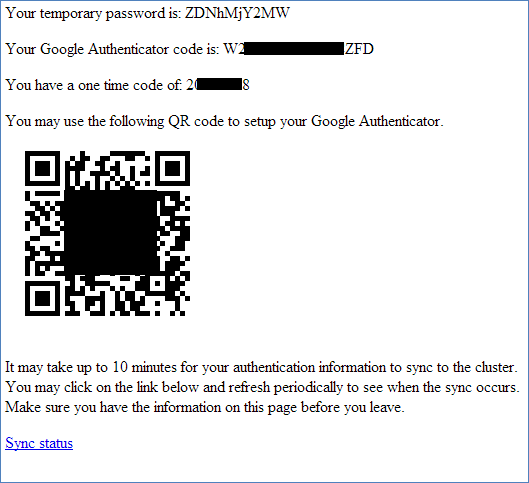 Your temporary password is: ZDNhMjY2MW
Your Google Authenticator code is: W2 ZFD
You have a one time code of: 20 8
You may use the following QR code to setup your Google Authenticator.
It may take up to 10 minutes for your authentication information to sync to the cluster.
You may click on the link below and refresh periodically to see when the sync occurs.
Make sure you have the information on this page before you leave.
Sync status